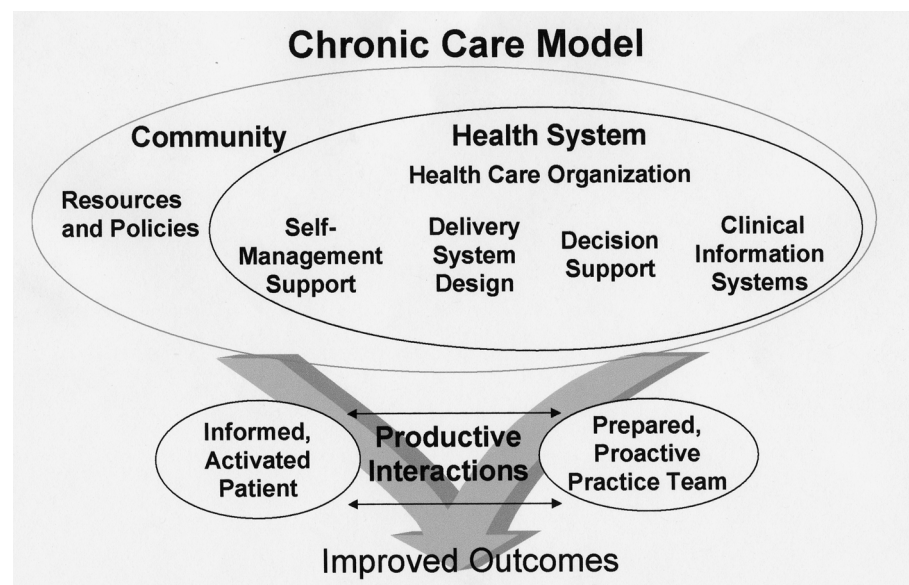 Chronic Care Model
Community
Health System
Health Care Organization
Resources
and Policies
Self-
Management
Support
Delivery
System
Design
Decision
Support
Clinical
Information
Systems
Informed,
Activated
Patient
Productive
Interactions
Prepared,
Proactive
Practice Team
Improved Outcomes